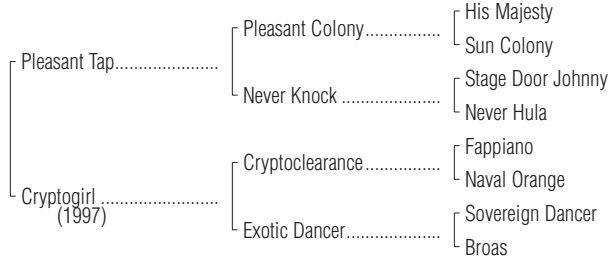 His Majesty
Pleasant Colony..................
Sun Colony
Pleasant Tap.....................
Stage Door Johnny
Never Knock ...................
Never Hula
Fappiano
Cryptoclearance.................
Naval Orange
Cryptogirl .......................
(1997)
Sovereign Dancer
Exotic Dancer...................
Broas